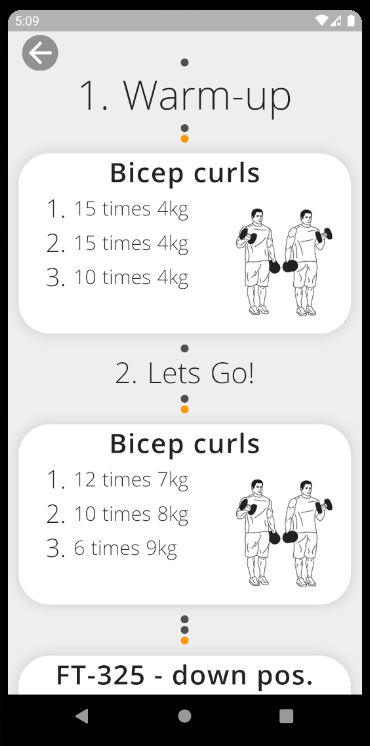 5:09
1. Warm-up
Bicep curls
1. 15 times 4kg
2. 15 times 4kg
3. 10 times 4kg
2. Lets Go!
Bicep curls
1. 12 times 7kg
2. 10 times 8kg
3. 6 times 9kg
FT-325 - down pos.